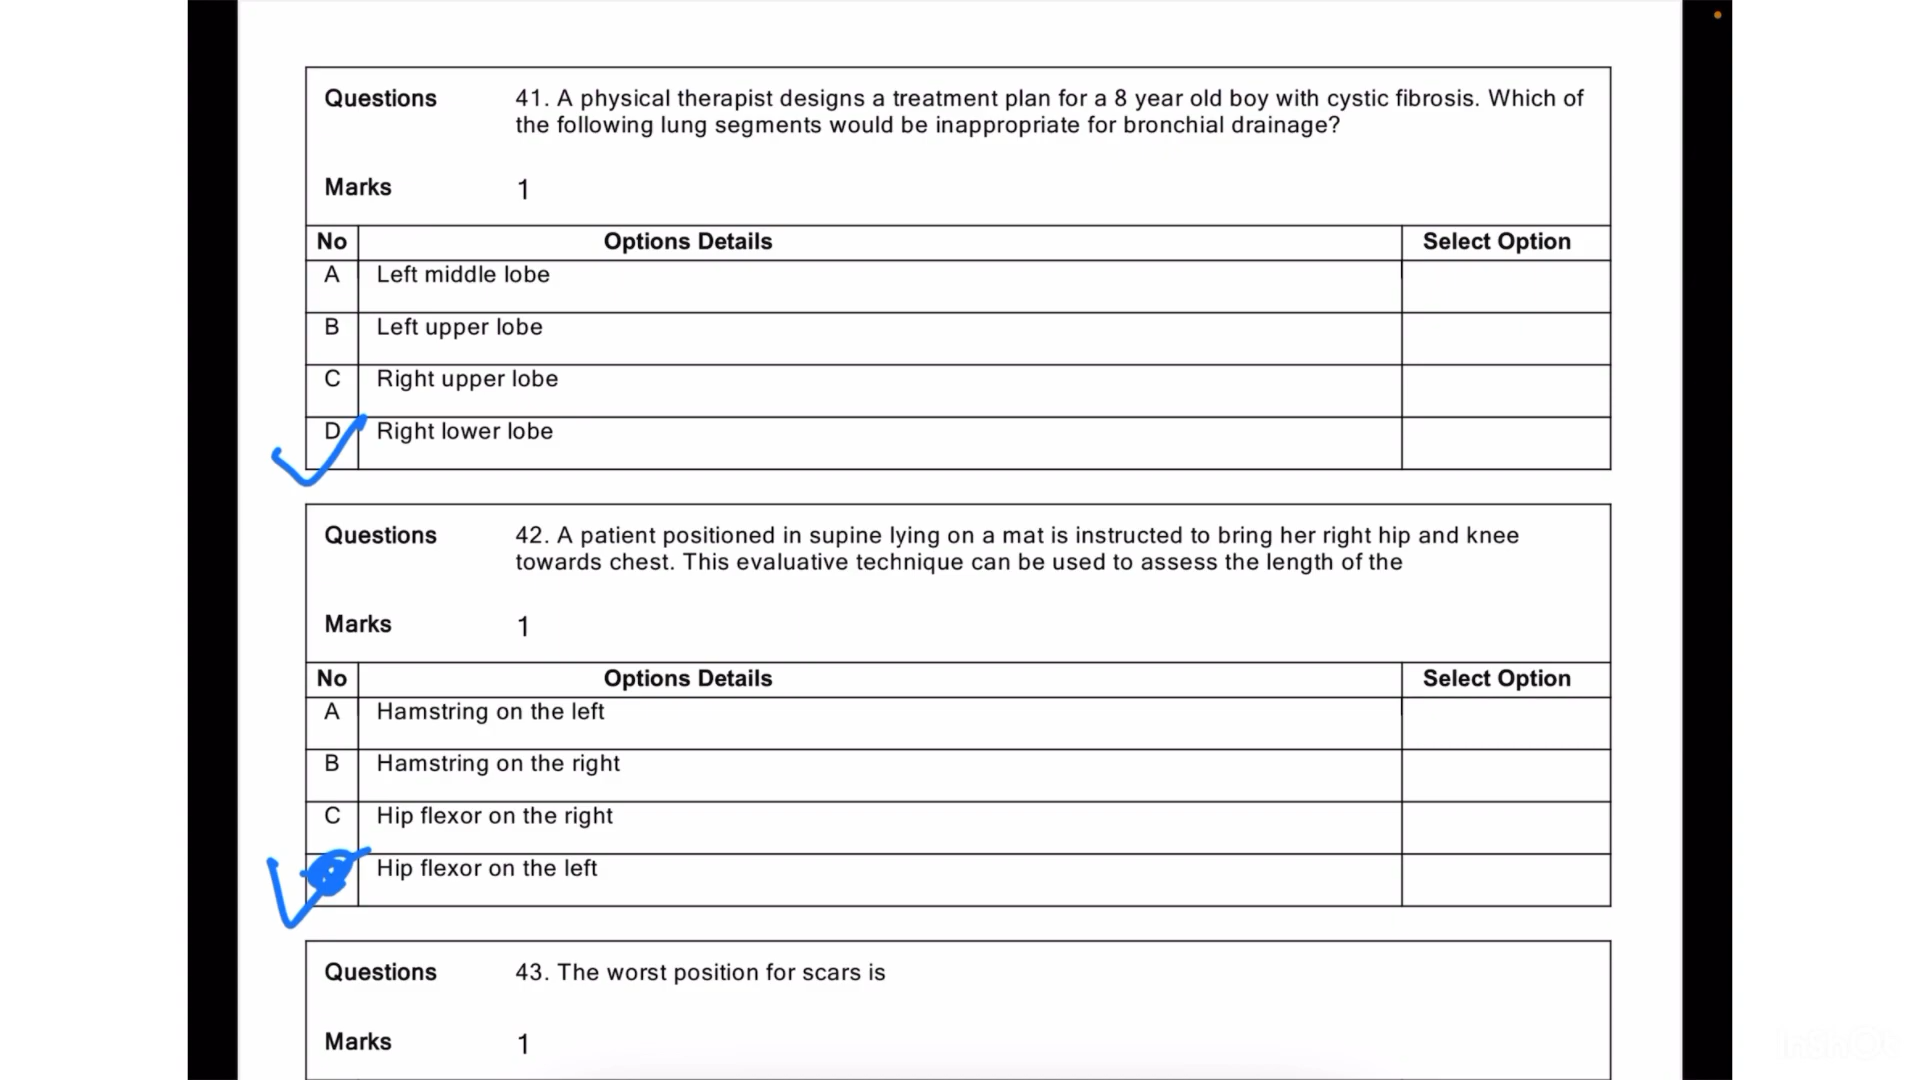 Questions 41. A physical therapist designs a treatment plan for a 8 year old boy with cystic fibrosis. Which of
the following lung segments would be inappropriate for bronchial drainage?
Marks 1
No Options Details Select Option
A Left middle lobe
B Left upper lobe
C Right upper lobe
D Right lower lobe
Questions 42. A patient positioned in supine lying on a mat is instructed to bring her right hip and knee
towards chest. This evaluative technique can be used to assess the length of the
Marks 1
No Options Details Select Option
A Hamstring on the left
B Hamstring on the right
C Hip flexor on the right
Hip flexor on the left
Questions 43. The worst position for scars is
Marks 1
InShOt